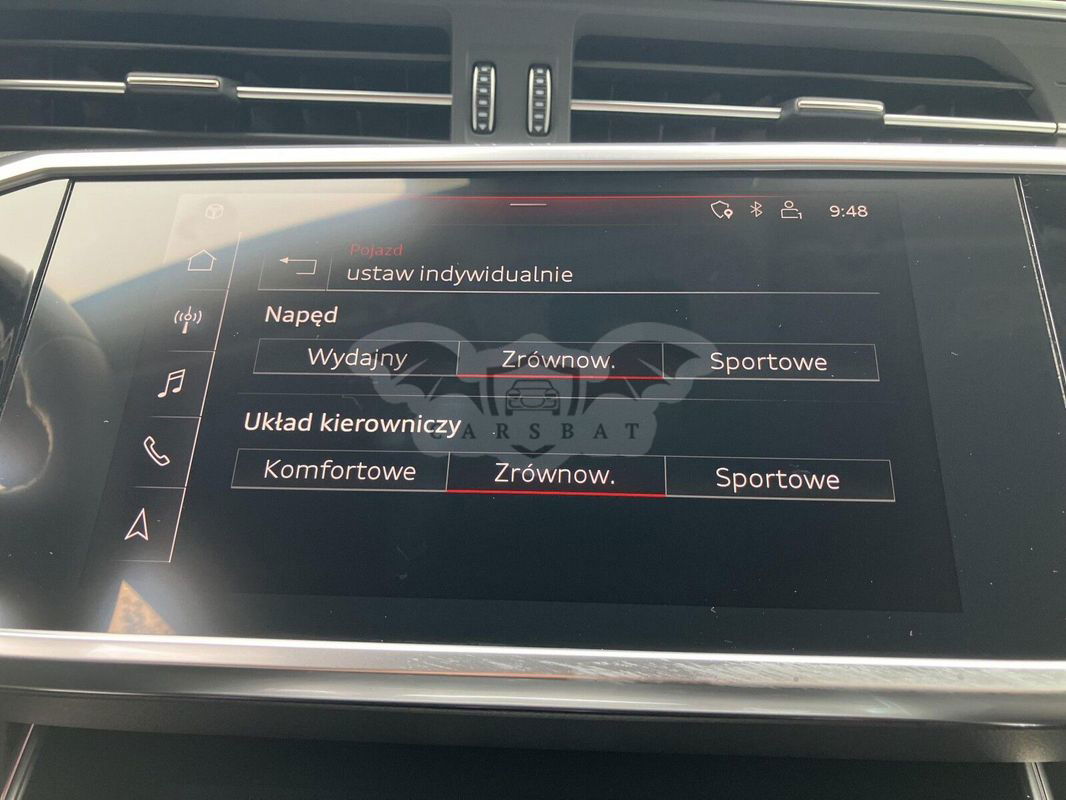 9:48
Pojazd
ustaw indywidualnie
Napęd
Wydajny Zrównow. Sportowe
Układ kierowniczy
CARSBAT
Komfortowe Zrównow. Sportowe